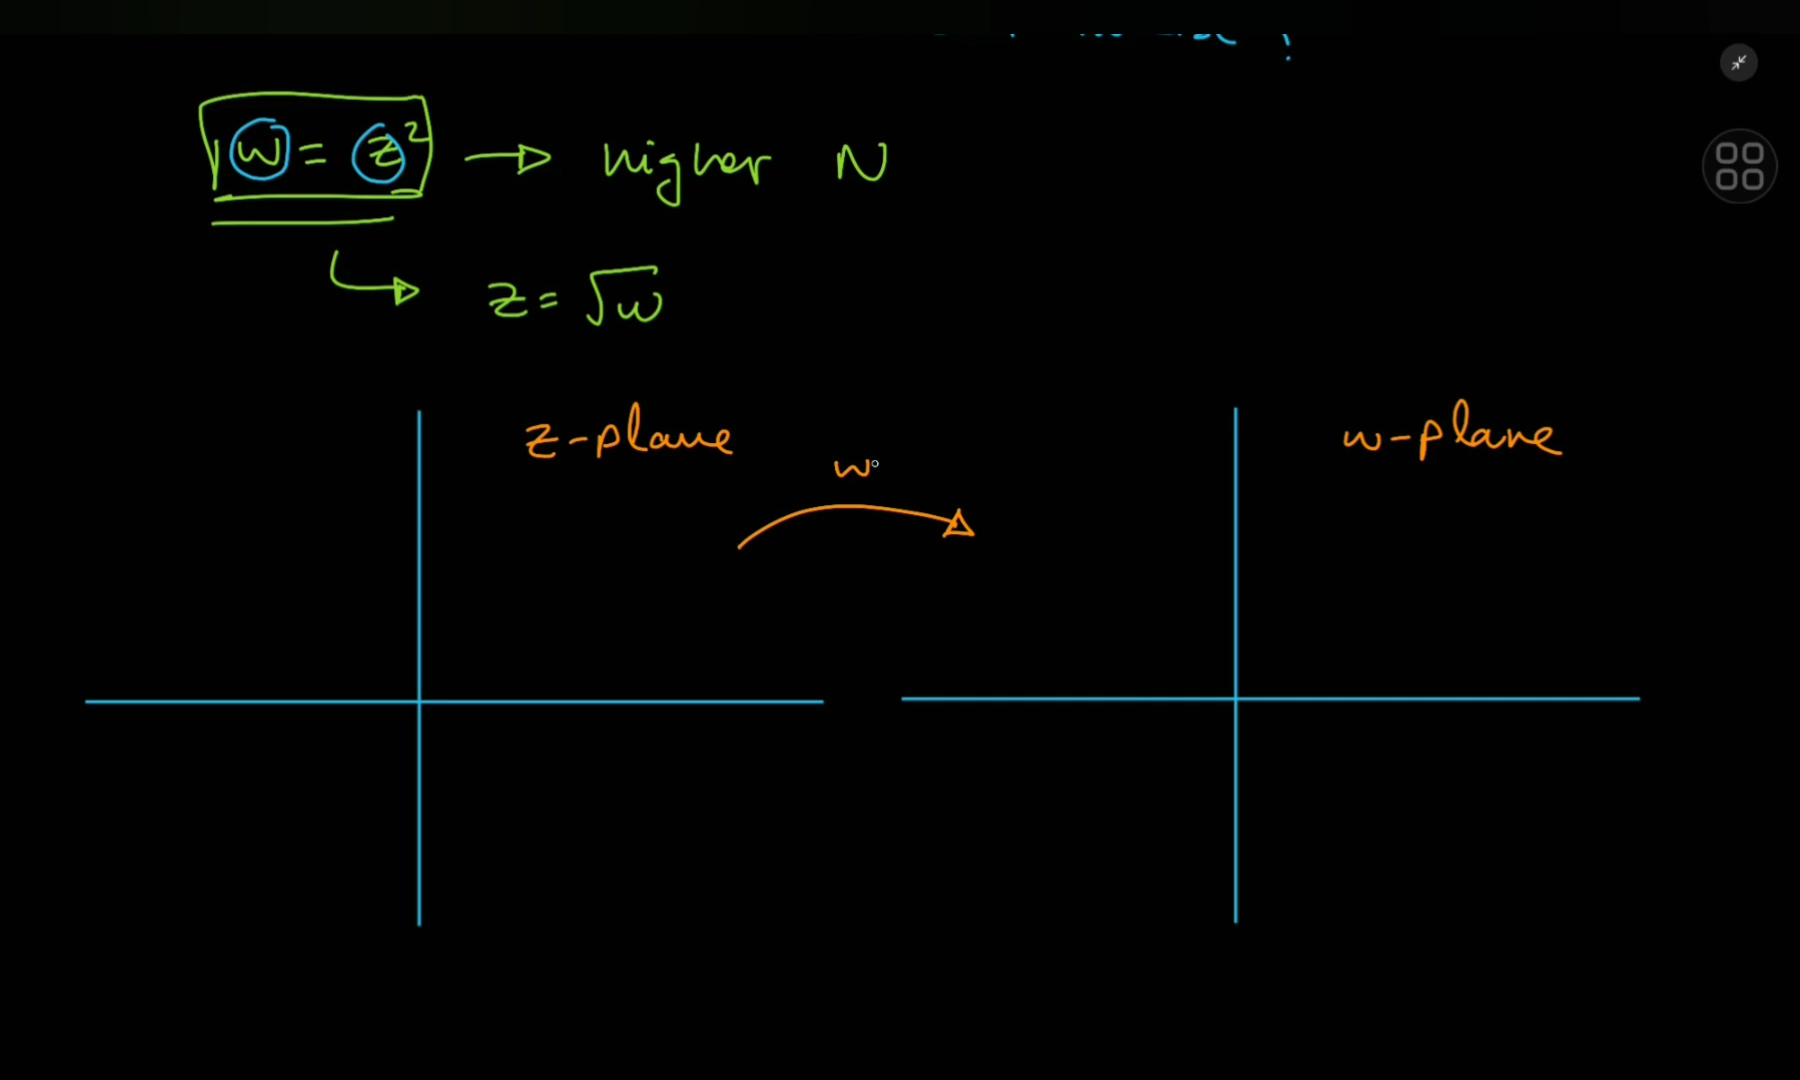 w = z² → higher N
↳ z = √w
z-plane
w-plane
w